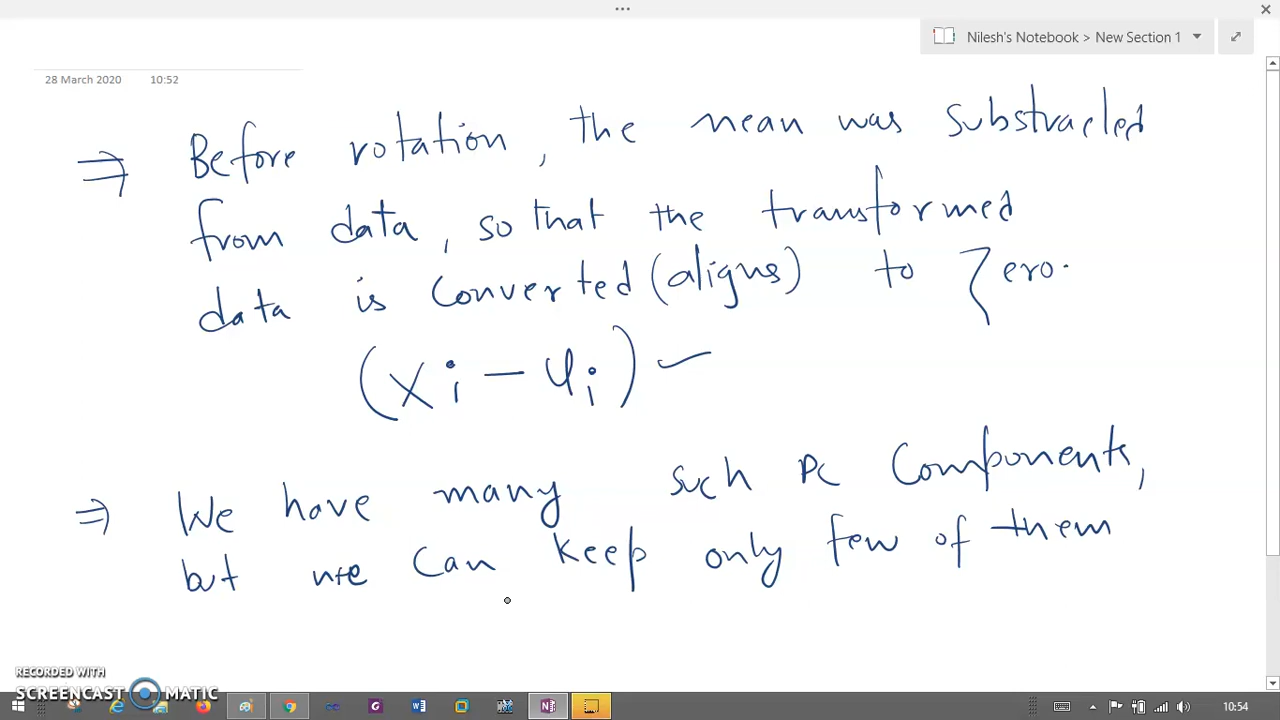 ...
Nilesh's Notebook > New Section 1
28 March 2020 10:52
⇒ Before rotation, the mean was substracted
from data, so that the transformed
data is converted (aligns) to zero.
(xi - μi)
⇒ We have many such PC Components,
but we can keep only few of them
RECORDED WITH
SCREENCAST MATIC
10:54